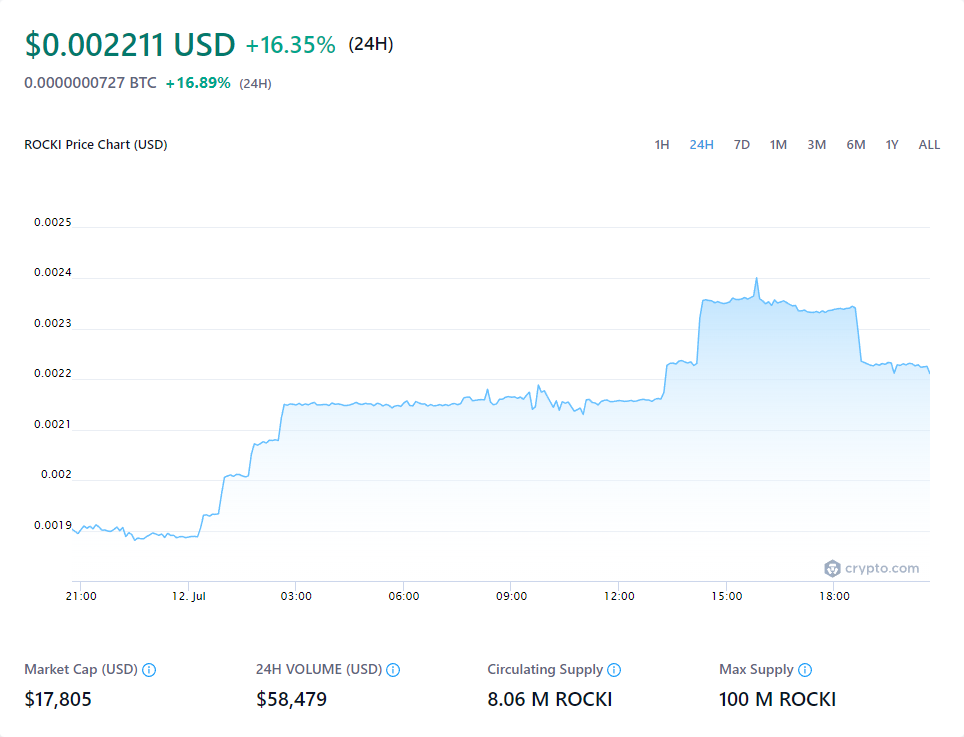 $0.002211 USD +16.35% (24H)
0.0000000727 BTC +16.89% (24H)
ROCKI Price Chart (USD) 1H 24H 7D 1M 3M 6M 1Y ALL
0.0025
0.0024
0.0023
0.0022
0.0021
0.002
0.0019
crypto.com
21:00 12. Jul 03:00 06:00 09:00 12:00 15:00 18:00
Market Cap (USD) 24H VOLUME (USD) Circulating Supply Max Supply
$17,805 $58,479 8.06 M ROCKI 100 M ROCKI